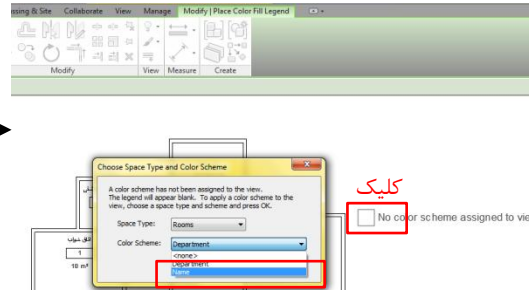 using & Site Collaborate View Manage Modify | Place Color Fill Legend
Modify View Measure Create
Choose Space Type and Color Scheme
A color scheme has not been assigned to the view.
The legend will appear blank. To apply a color scheme to the
view, choose a space type and scheme and press OK.
Space Type: Rooms
Color Scheme: Department
<none>
Department
Name
کلیک
No color scheme assigned to vie
اتاق خواب
1
18 m²